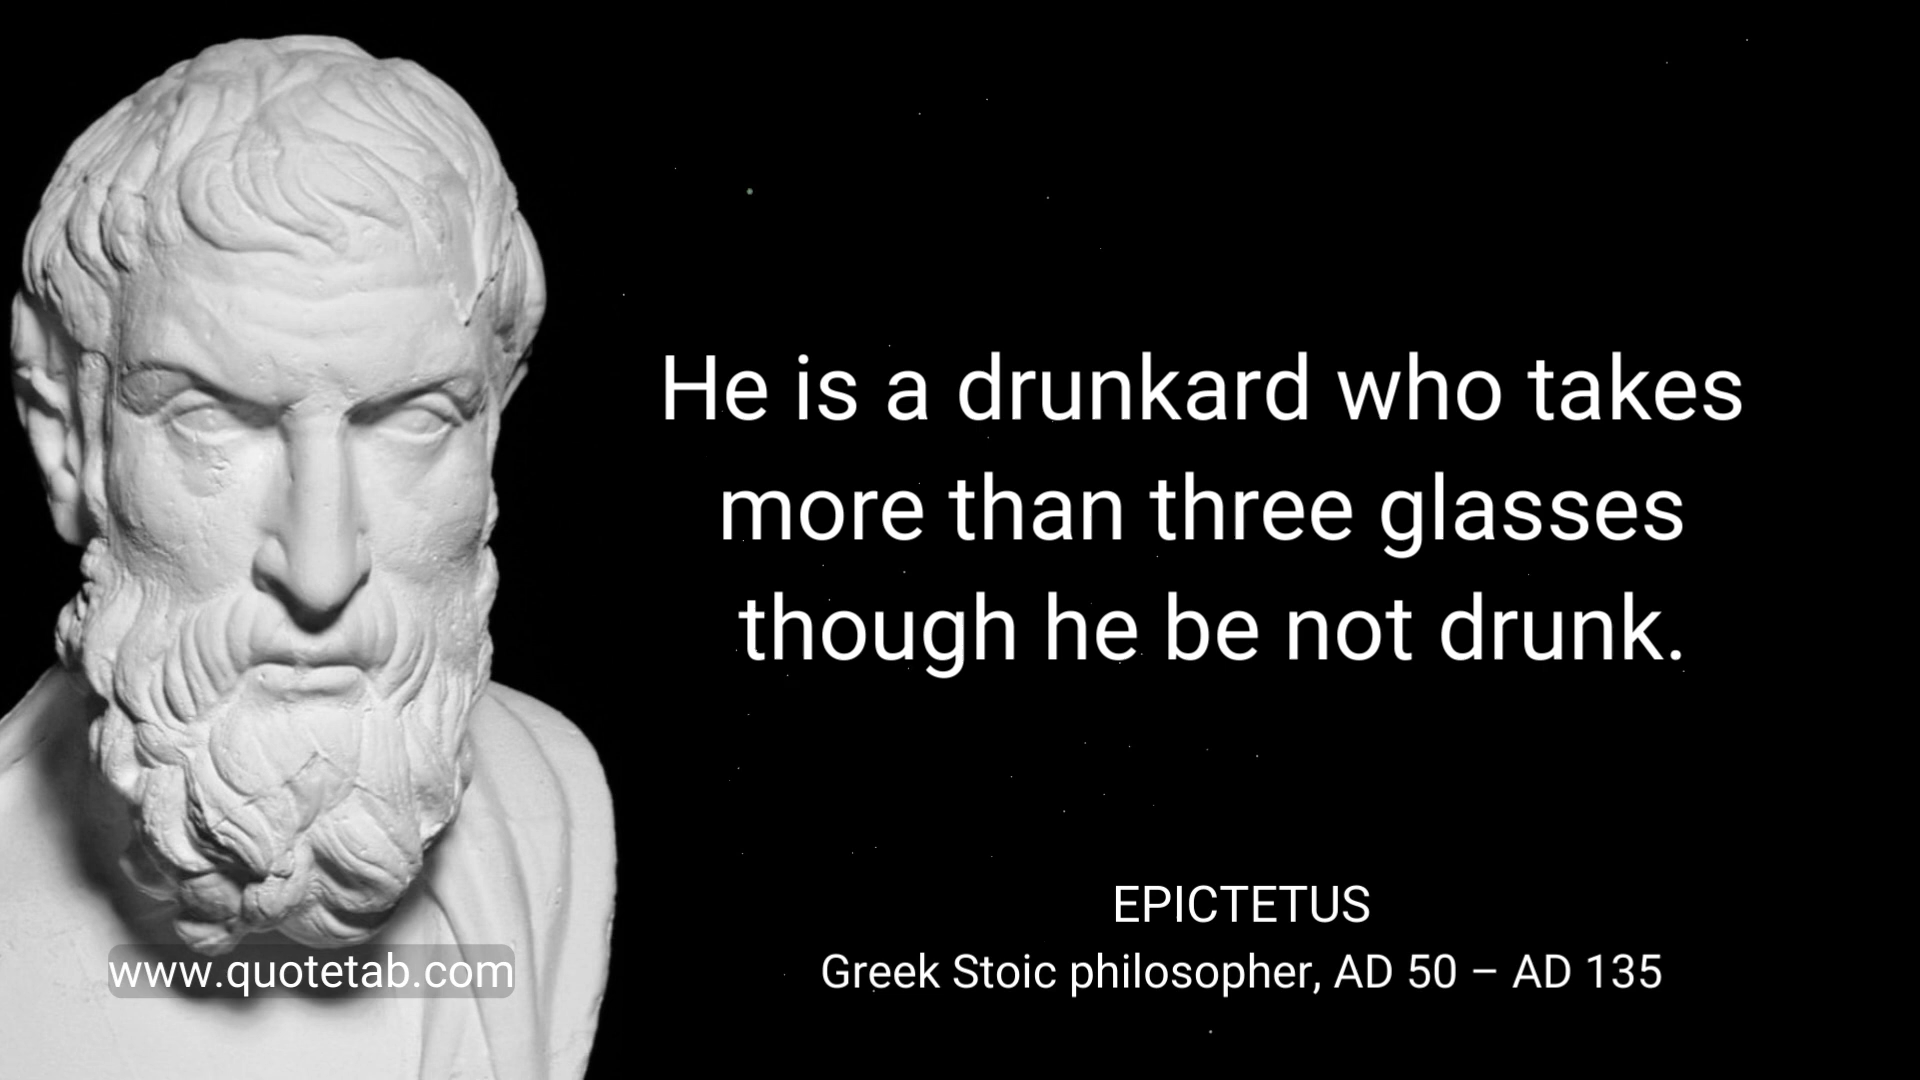 He is a drunkard who takes
more than three glasses
though he be not drunk.
EPICTETUS
Greek Stoic philosopher, AD 50 – AD 135
www.quotetab.com